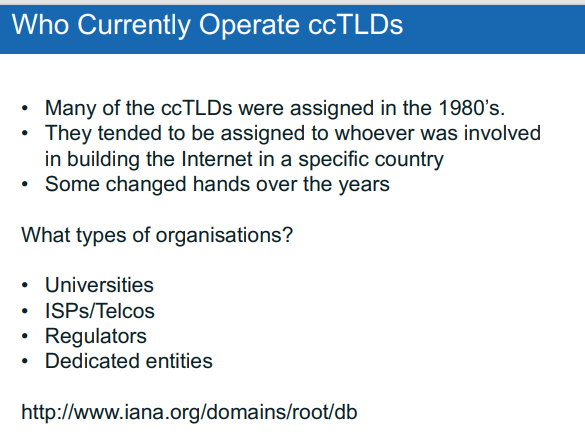 Who Currently Operate ccTLDs
• Many of the ccTLDs were assigned in the 1980’s.
• They tended to be assigned to whoever was involved
in building the Internet in a specific country
• Some changed hands over the years
What types of organisations?
• Universities
• ISPs/Telcos
• Regulators
• Dedicated entities
http://www.iana.org/domains/root/db